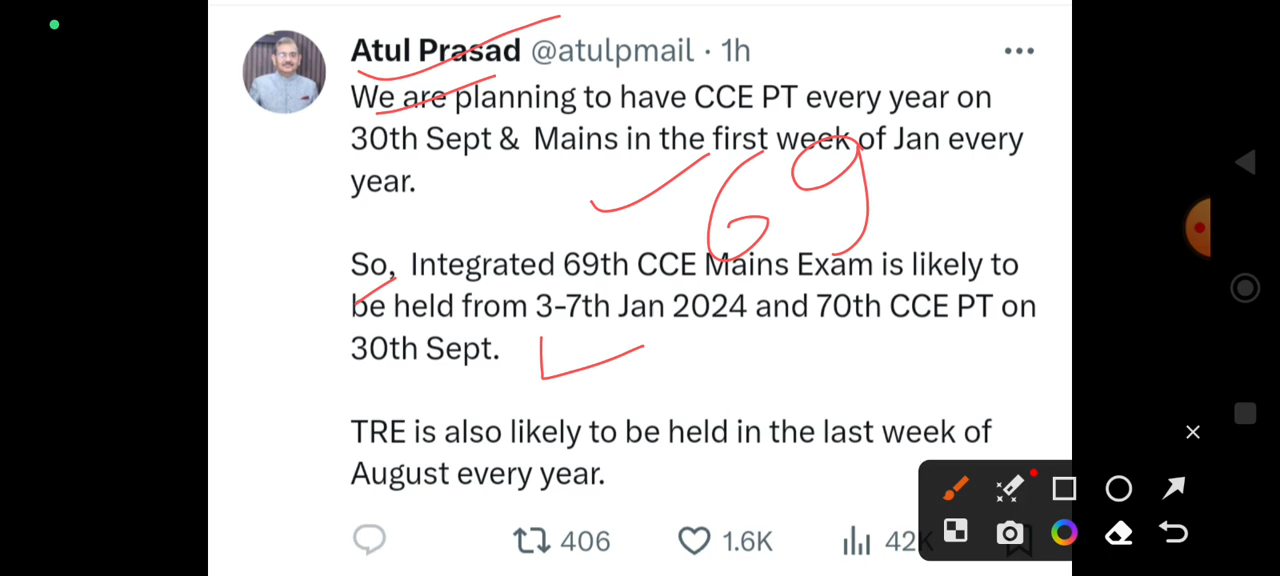 Atul Prasad @atulpmail · 1h
We are planning to have CCE PT every year on
30th Sept & Mains in the first week of Jan every
year.
69
So, Integrated 69th CCE Mains Exam is likely to
be held from 3-7th Jan 2024 and 70th CCE PT on
30th Sept.
TRE is also likely to be held in the last week of
August every year.
406 1.6K 42K